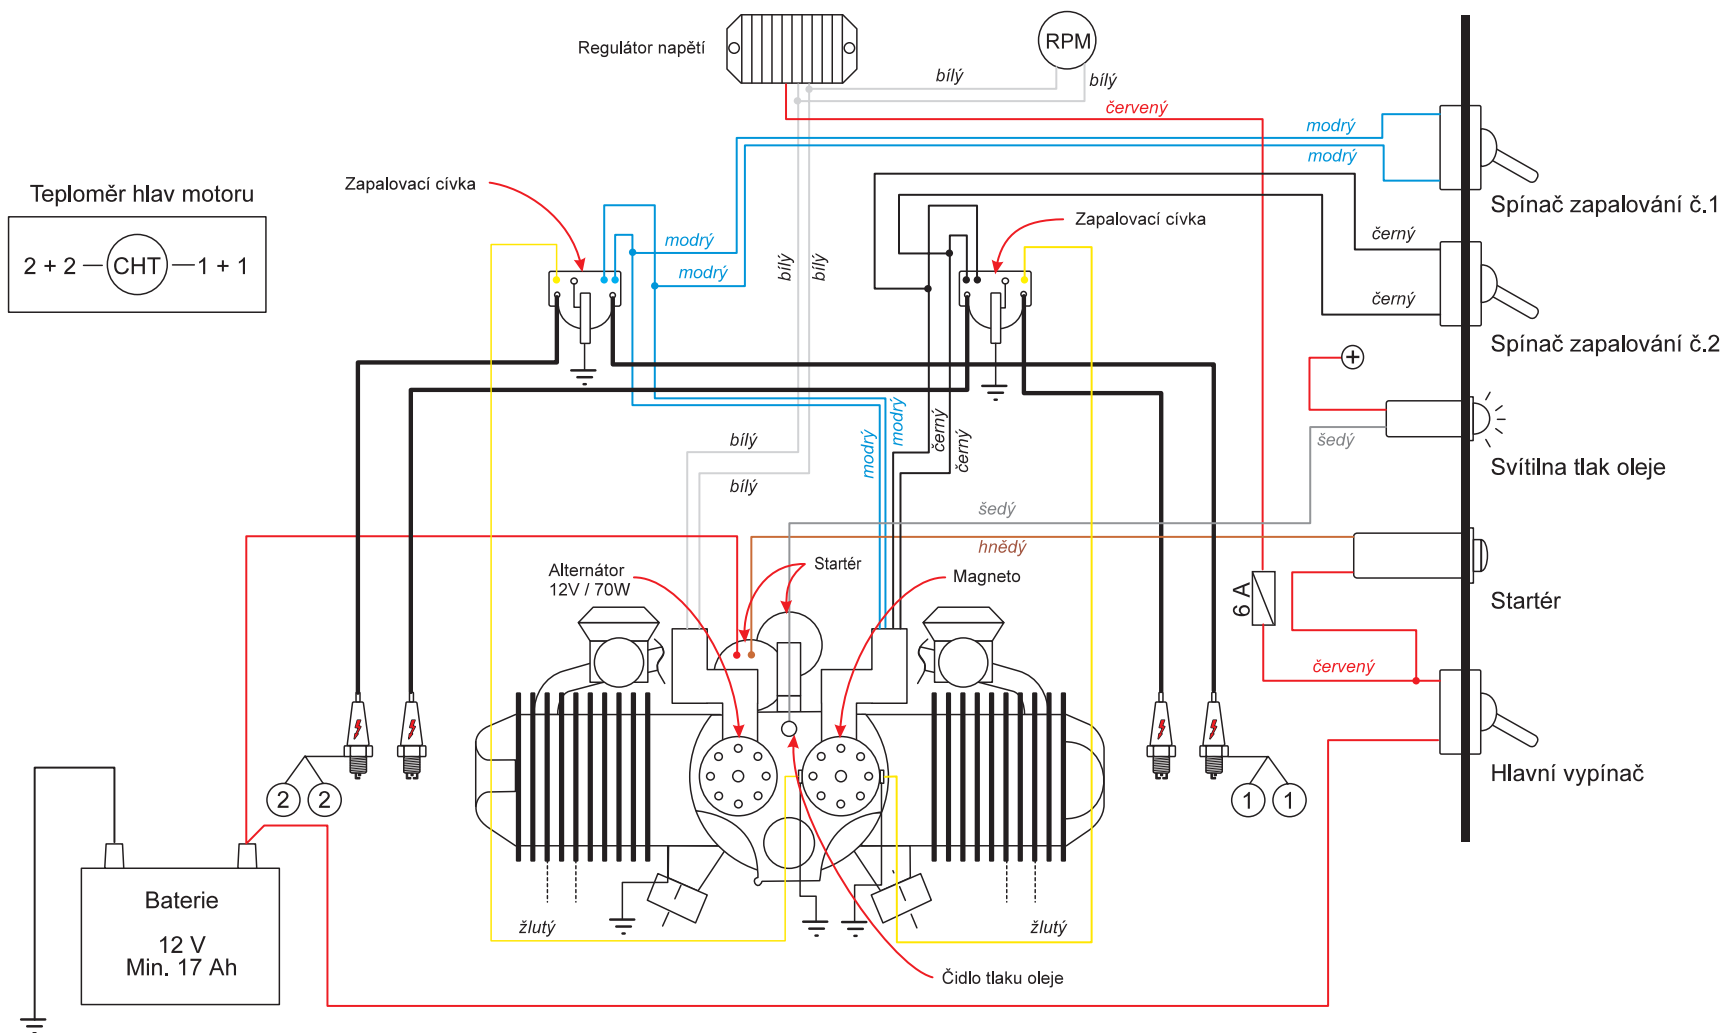 Regulátor napětí
RPM
bílý
bílý
červený
modrý
modrý
Teploměr hlav motoru
2 + 2
CHT
1 + 1
Zapalovací cívka
Zapalovací cívka
Spínač zapalování č.1
modrý
modrý
bílý
bílý
černý
černý
Spínač zapalování č.2
+
šedý
Svítilna tlak oleje
bílý
bílý
modrý
modrý
černý
černý
šedý
hnědý
Alternátor
12V / 70W
Startér
Magneto
6 A
Startér
červený
Hlavní vypínač
2
2
1
1
Baterie
12 V
Min. 17 Ah
žlutý
žlutý
Čidlo tlaku oleje